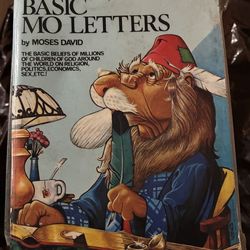 BASIC
MO LETTERS
by MOSES DAVID
THE BASIC BELIEFS OF MILLIONS
OF CHILDREN OF GOD AROUND
THE WORLD ON RELIGION,
POLITICS, ECONOMICS,
SEX, ETC.!